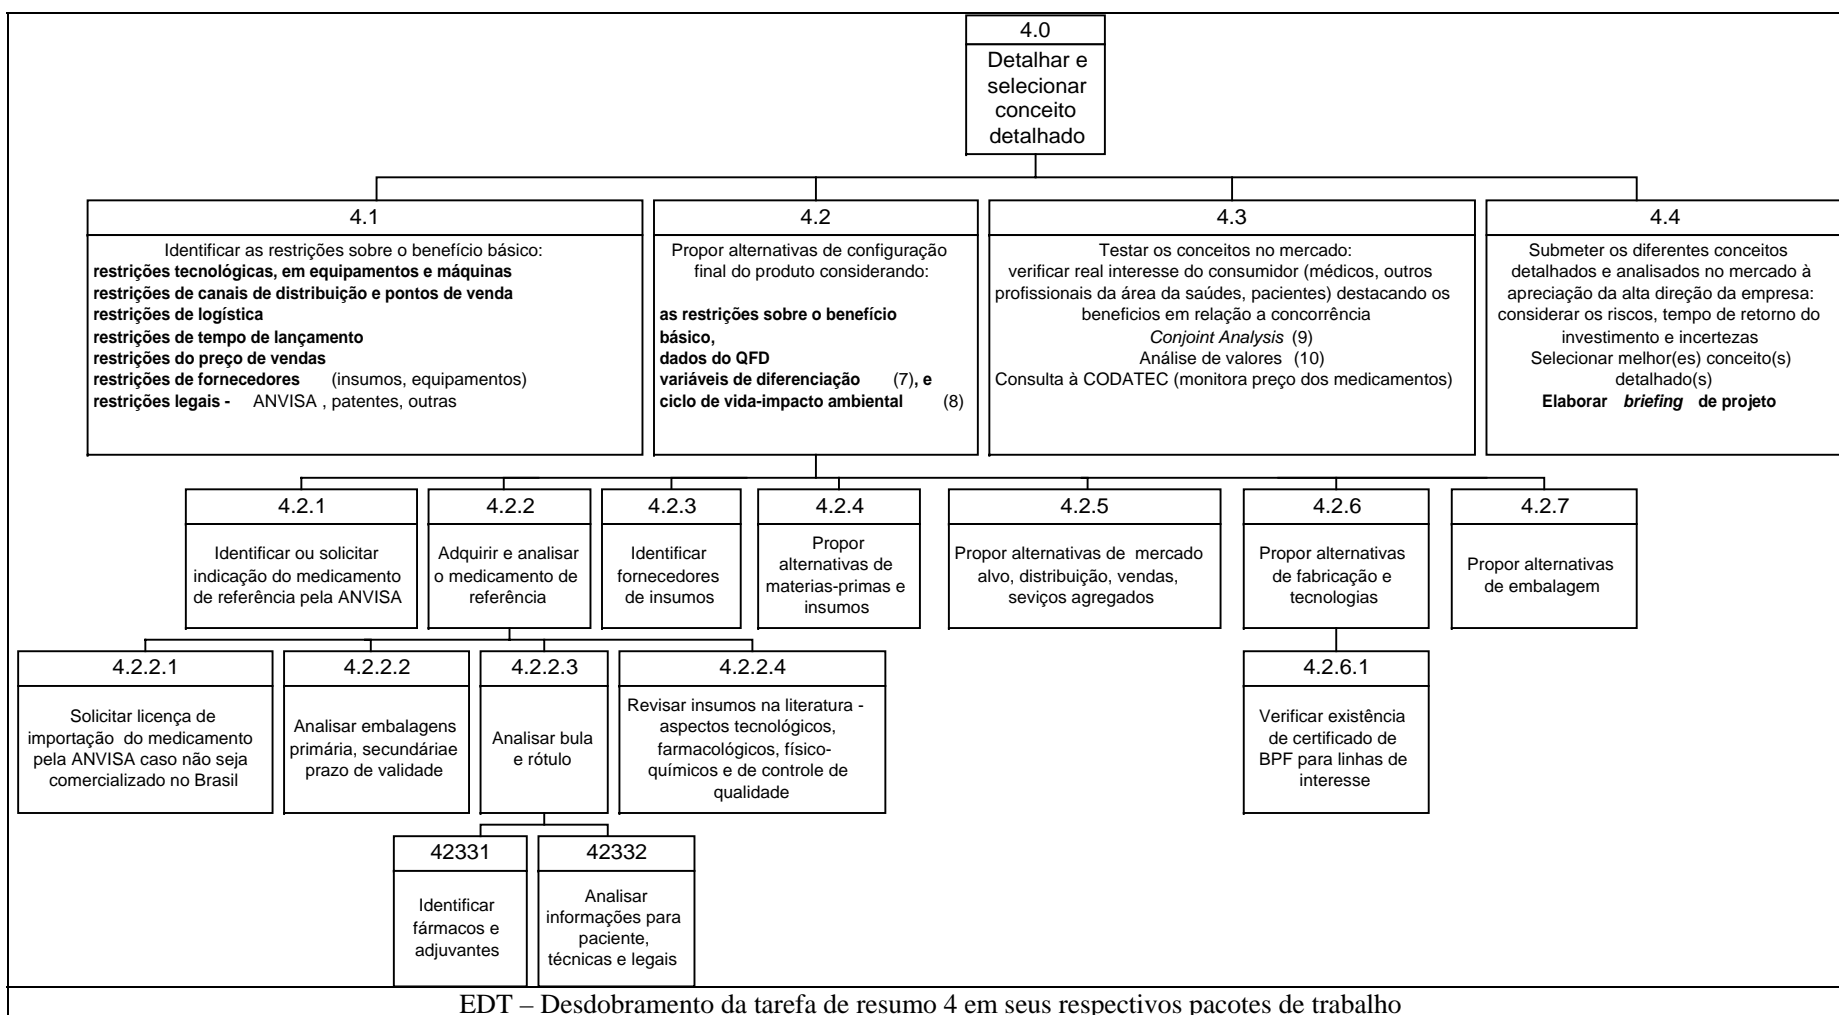 4.0
Detalhar e
selecionar
conceito
detalhado
4.1
Identificar as restrições sobre o benefício básico:
restrições tecnológicas, em equipamentos e máquinas
restrições de canais de distribuição e pontos de venda
restrições de logística
restrições de tempo de lançamento
restrições do preço de vendas
restrições de fornecedores (insumos, equipamentos)
restrições legais - ANVISA , patentes, outras
4.2
Propor alternativas de configuração
final do produto considerando:
as restrições sobre o benefício
básico,
dados do QFD
variáveis de diferenciação (7), e
ciclo de vida-impacto ambiental (8)
4.3
Testar os conceitos no mercado:
verificar real interesse do consumidor (médicos, outros
profissionais da área da saúdes, pacientes) destacando os
beneficios em relação a concorrência
Conjoint Analysis (9)
Análise de valores (10)
Consulta à CODATEC (monitora preço dos medicamentos)
4.4
Submeter os diferentes conceitos
detalhados e analisados no mercado à
apreciação da alta direção da empresa:
considerar os riscos, tempo de retorno do
investimento e incertezas
Selecionar melhor(es) conceito(s)
detalhado(s)
Elaborar briefing de projeto
4.2.1
Identificar ou solicitar
indicação do medicamento
de referência pela ANVISA
4.2.2
Adquirir e analisar
o medicamento de
referência
4.2.3
Identificar
fornecedores
de insumos
4.2.4
Propor
alternativas de
materias-primas e
insumos
4.2.5
Propor alternativas de mercado
alvo, distribuição, vendas,
seviços agregados
4.2.6
Propor alternativas
de fabricação e
tecnologias
4.2.7
Propor alternativas
de embalagem
4.2.2.1
Solicitar licença de
importação do medicamento
pela ANVISA caso não seja
comercializado no Brasil
4.2.2.2
Analisar embalagens
primária, secundáriae
prazo de validade
4.2.2.3
Analisar bula
e rótulo
4.2.2.4
Revisar insumos na literatura -
aspectos tecnológicos,
farmacológicos, físico-
químicos e de controle de
qualidade
4.2.6.1
Verificar existência
de certificado de
BPF para linhas de
interesse
42331
Identificar
fármacos e
adjuvantes
42332
Analisar
informações para
paciente,
técnicas e legais
EDT – Desdobramento da tarefa de resumo 4 em seus respectivos pacotes de trabalho